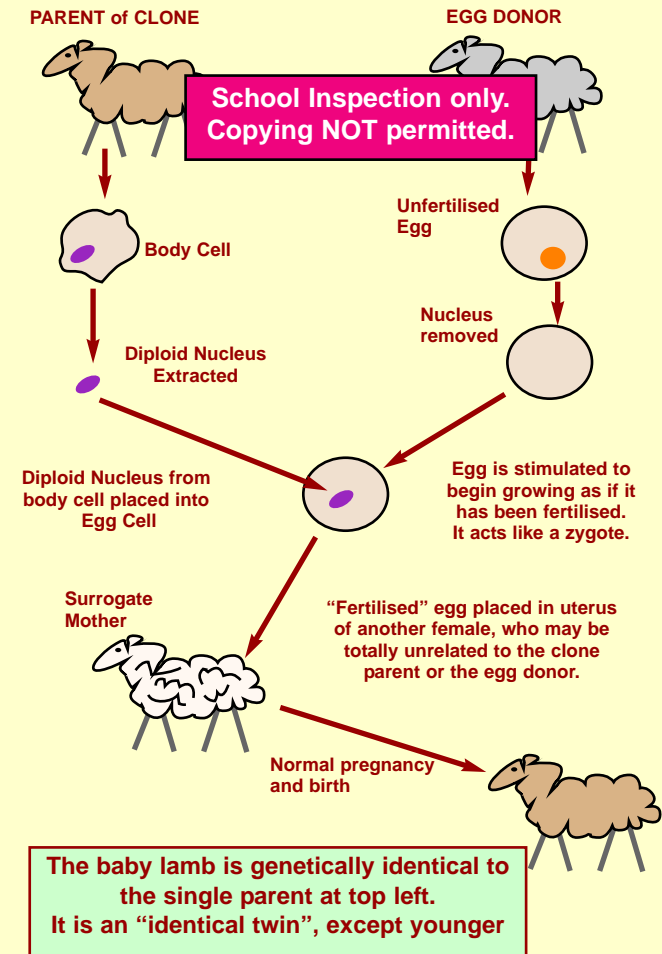 PARENT of CLONE
EGG DONOR
School Inspection only.
Copying NOT permitted.
Body Cell
Unfertilised
Egg
Nucleus
removed
Diploid Nucleus
Extracted
Diploid Nucleus from
body cell placed into
Egg Cell
Egg is stimulated to
begin growing as if it
has been fertilised.
It acts like a zygote.
Surrogate
Mother
“Fertilised” egg placed in uterus
of another female, who may be
totally unrelated to the clone
parent or the egg donor.
Normal pregnancy
and birth
The baby lamb is genetically identical to
the single parent at top left.
It is an “identical twin”, except younger